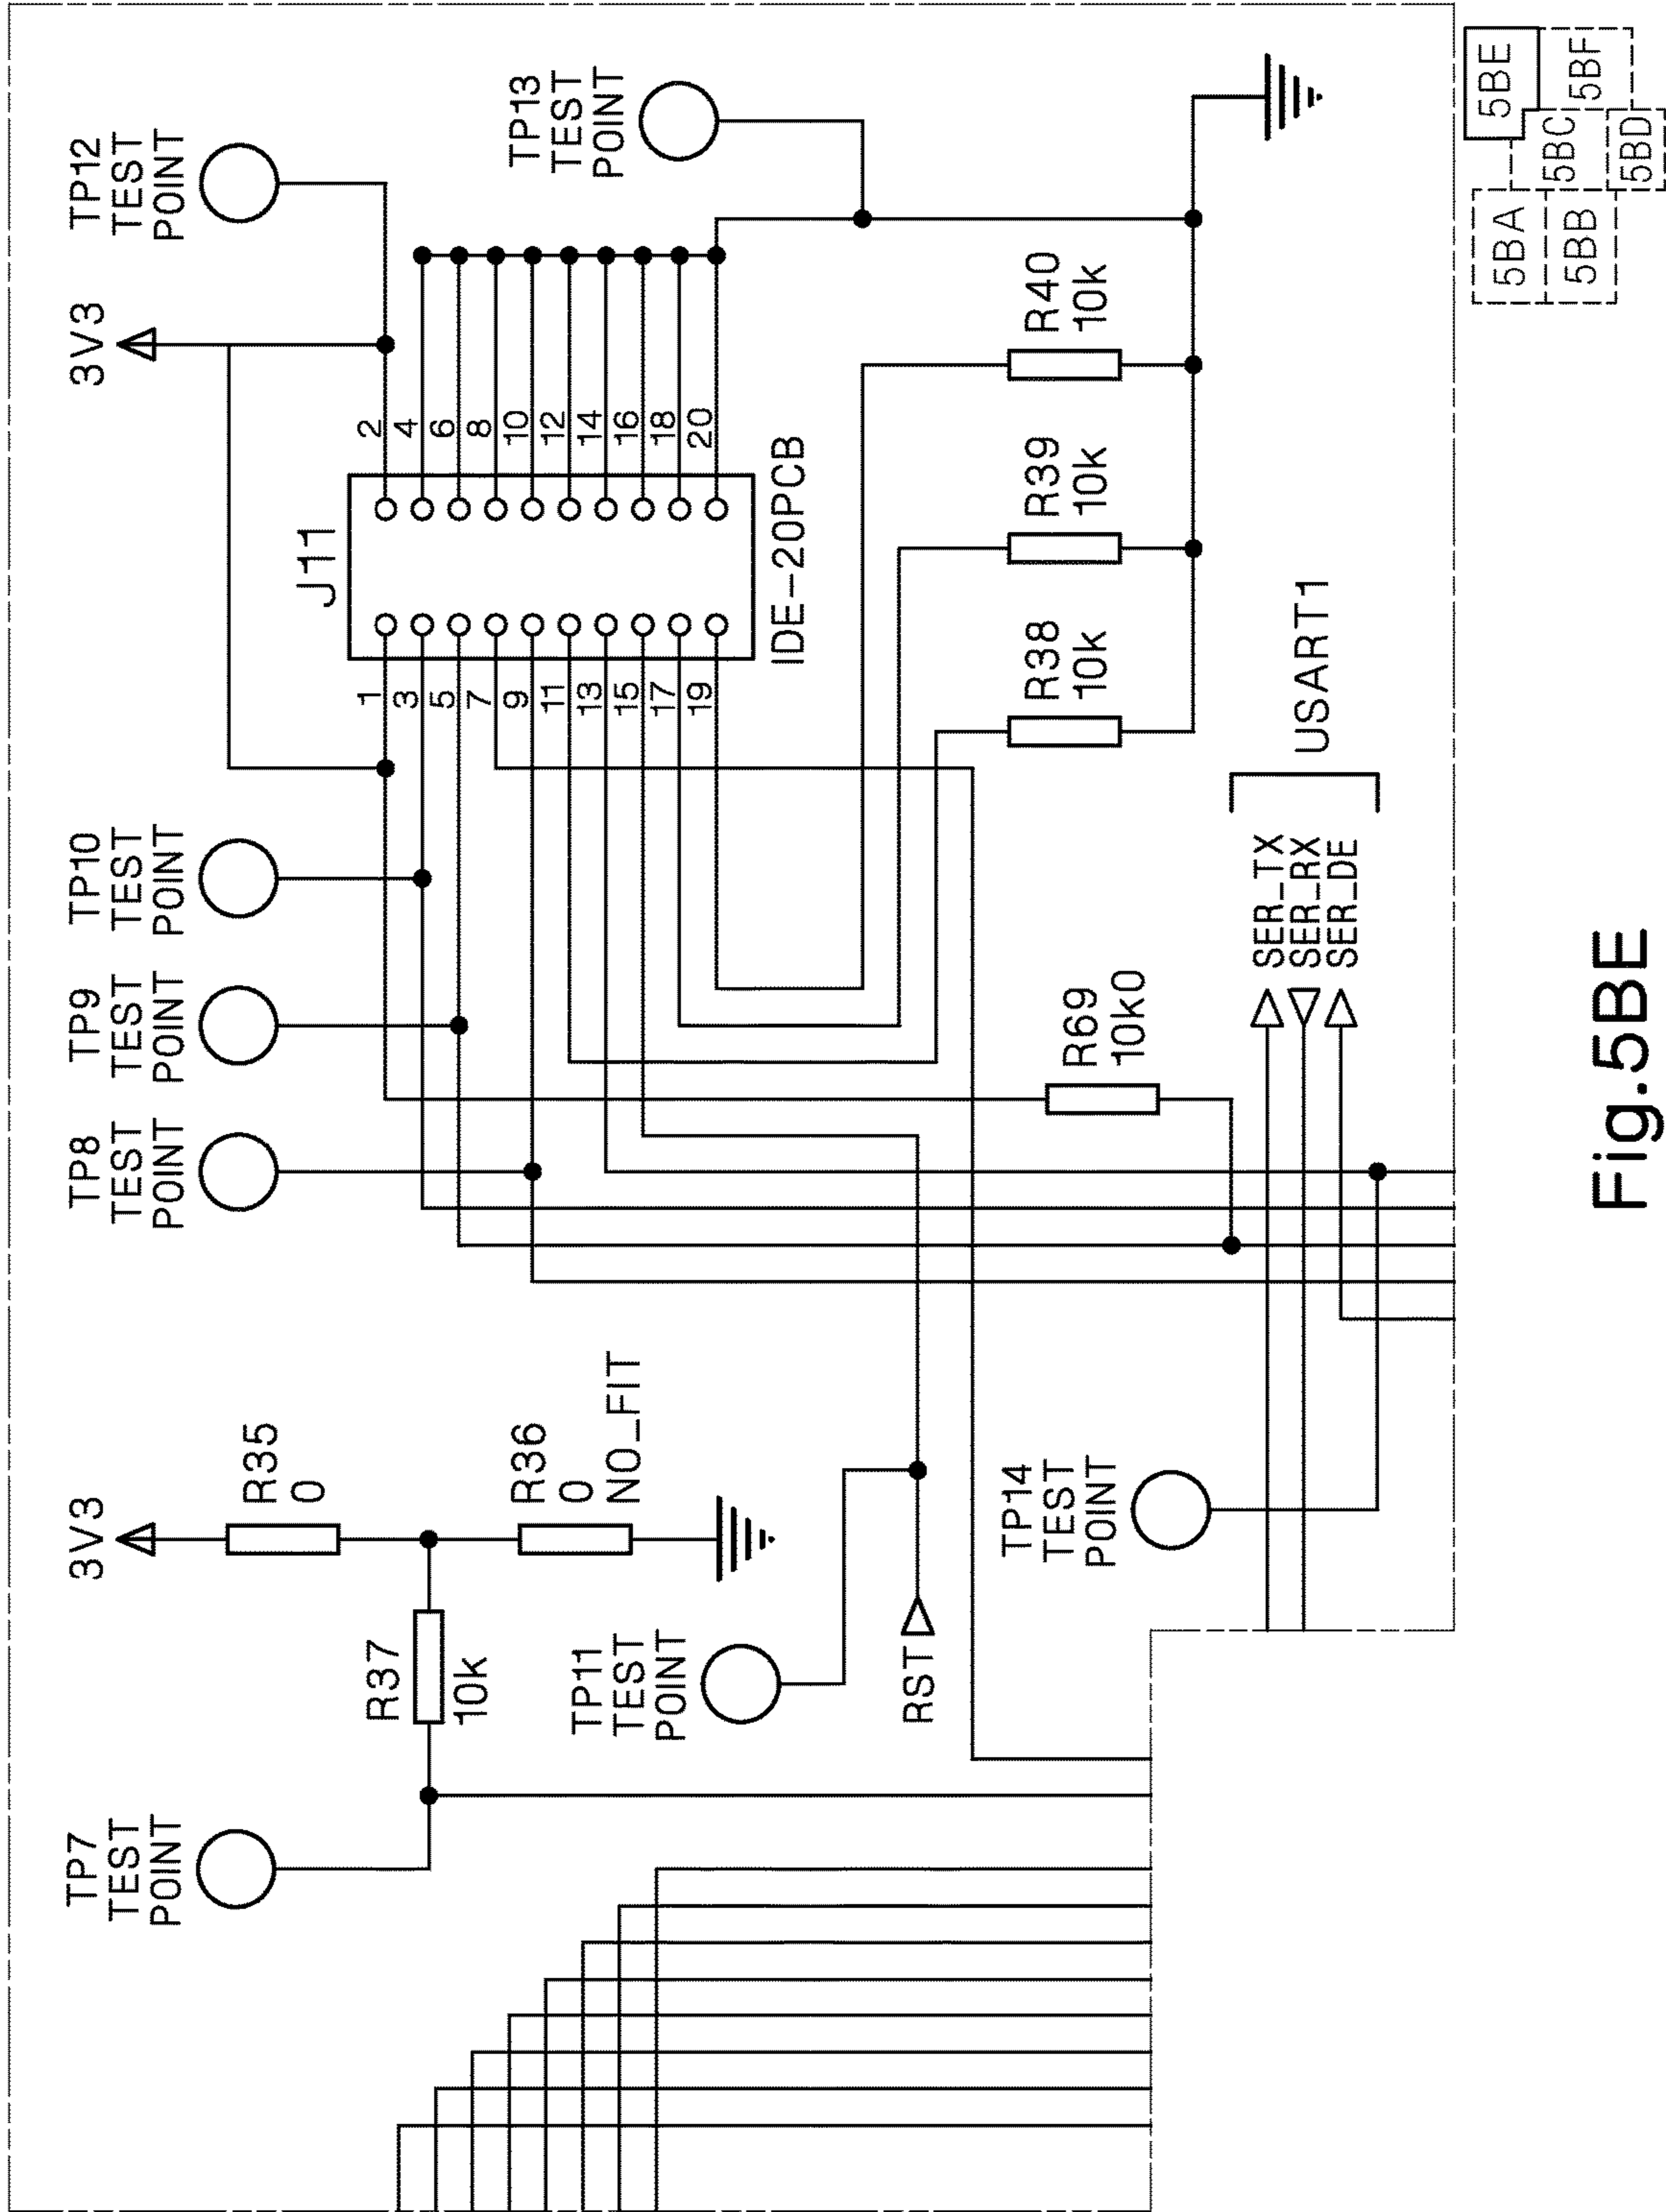 TP7
TEST
POINT
3V3
R35
0
R37
10k
R36
0
NO_FIT
TP11
TEST
POINT
RST
TP14
TEST
POINT
TP8
TEST
POINT
TP9
TEST
POINT
TP10
TEST
POINT
3V3
TP12
TEST
POINT
J11
1
3
5
7
9
11
13
15
17
19
2
4
6
8
10
12
14
16
18
20
IDE-20PCB
TP13
TEST
POINT
R38
10k
R39
10k
R40
10k
R69
10k0
SER_TX
SER_RX
SER_DE
USART1
5BA
5BB
5BC
5BD
5BE
5BF
Fig.5BE